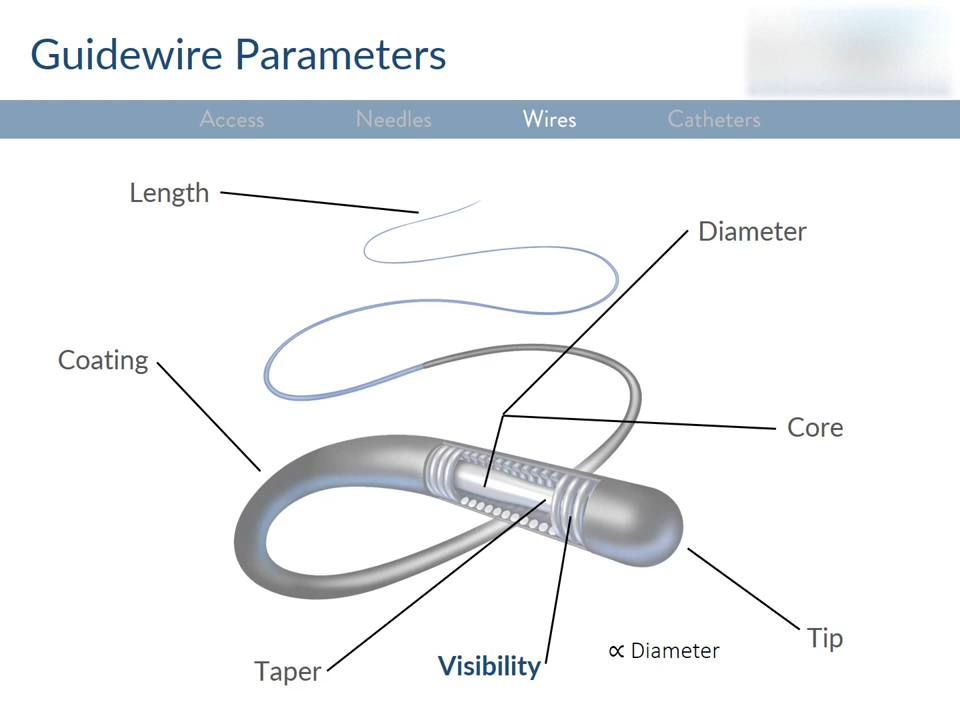 Guidewire Parameters
Access Needles Wires Catheters
Length
Diameter
Coating
Core
Tip
Taper
Visibility
∝ Diameter